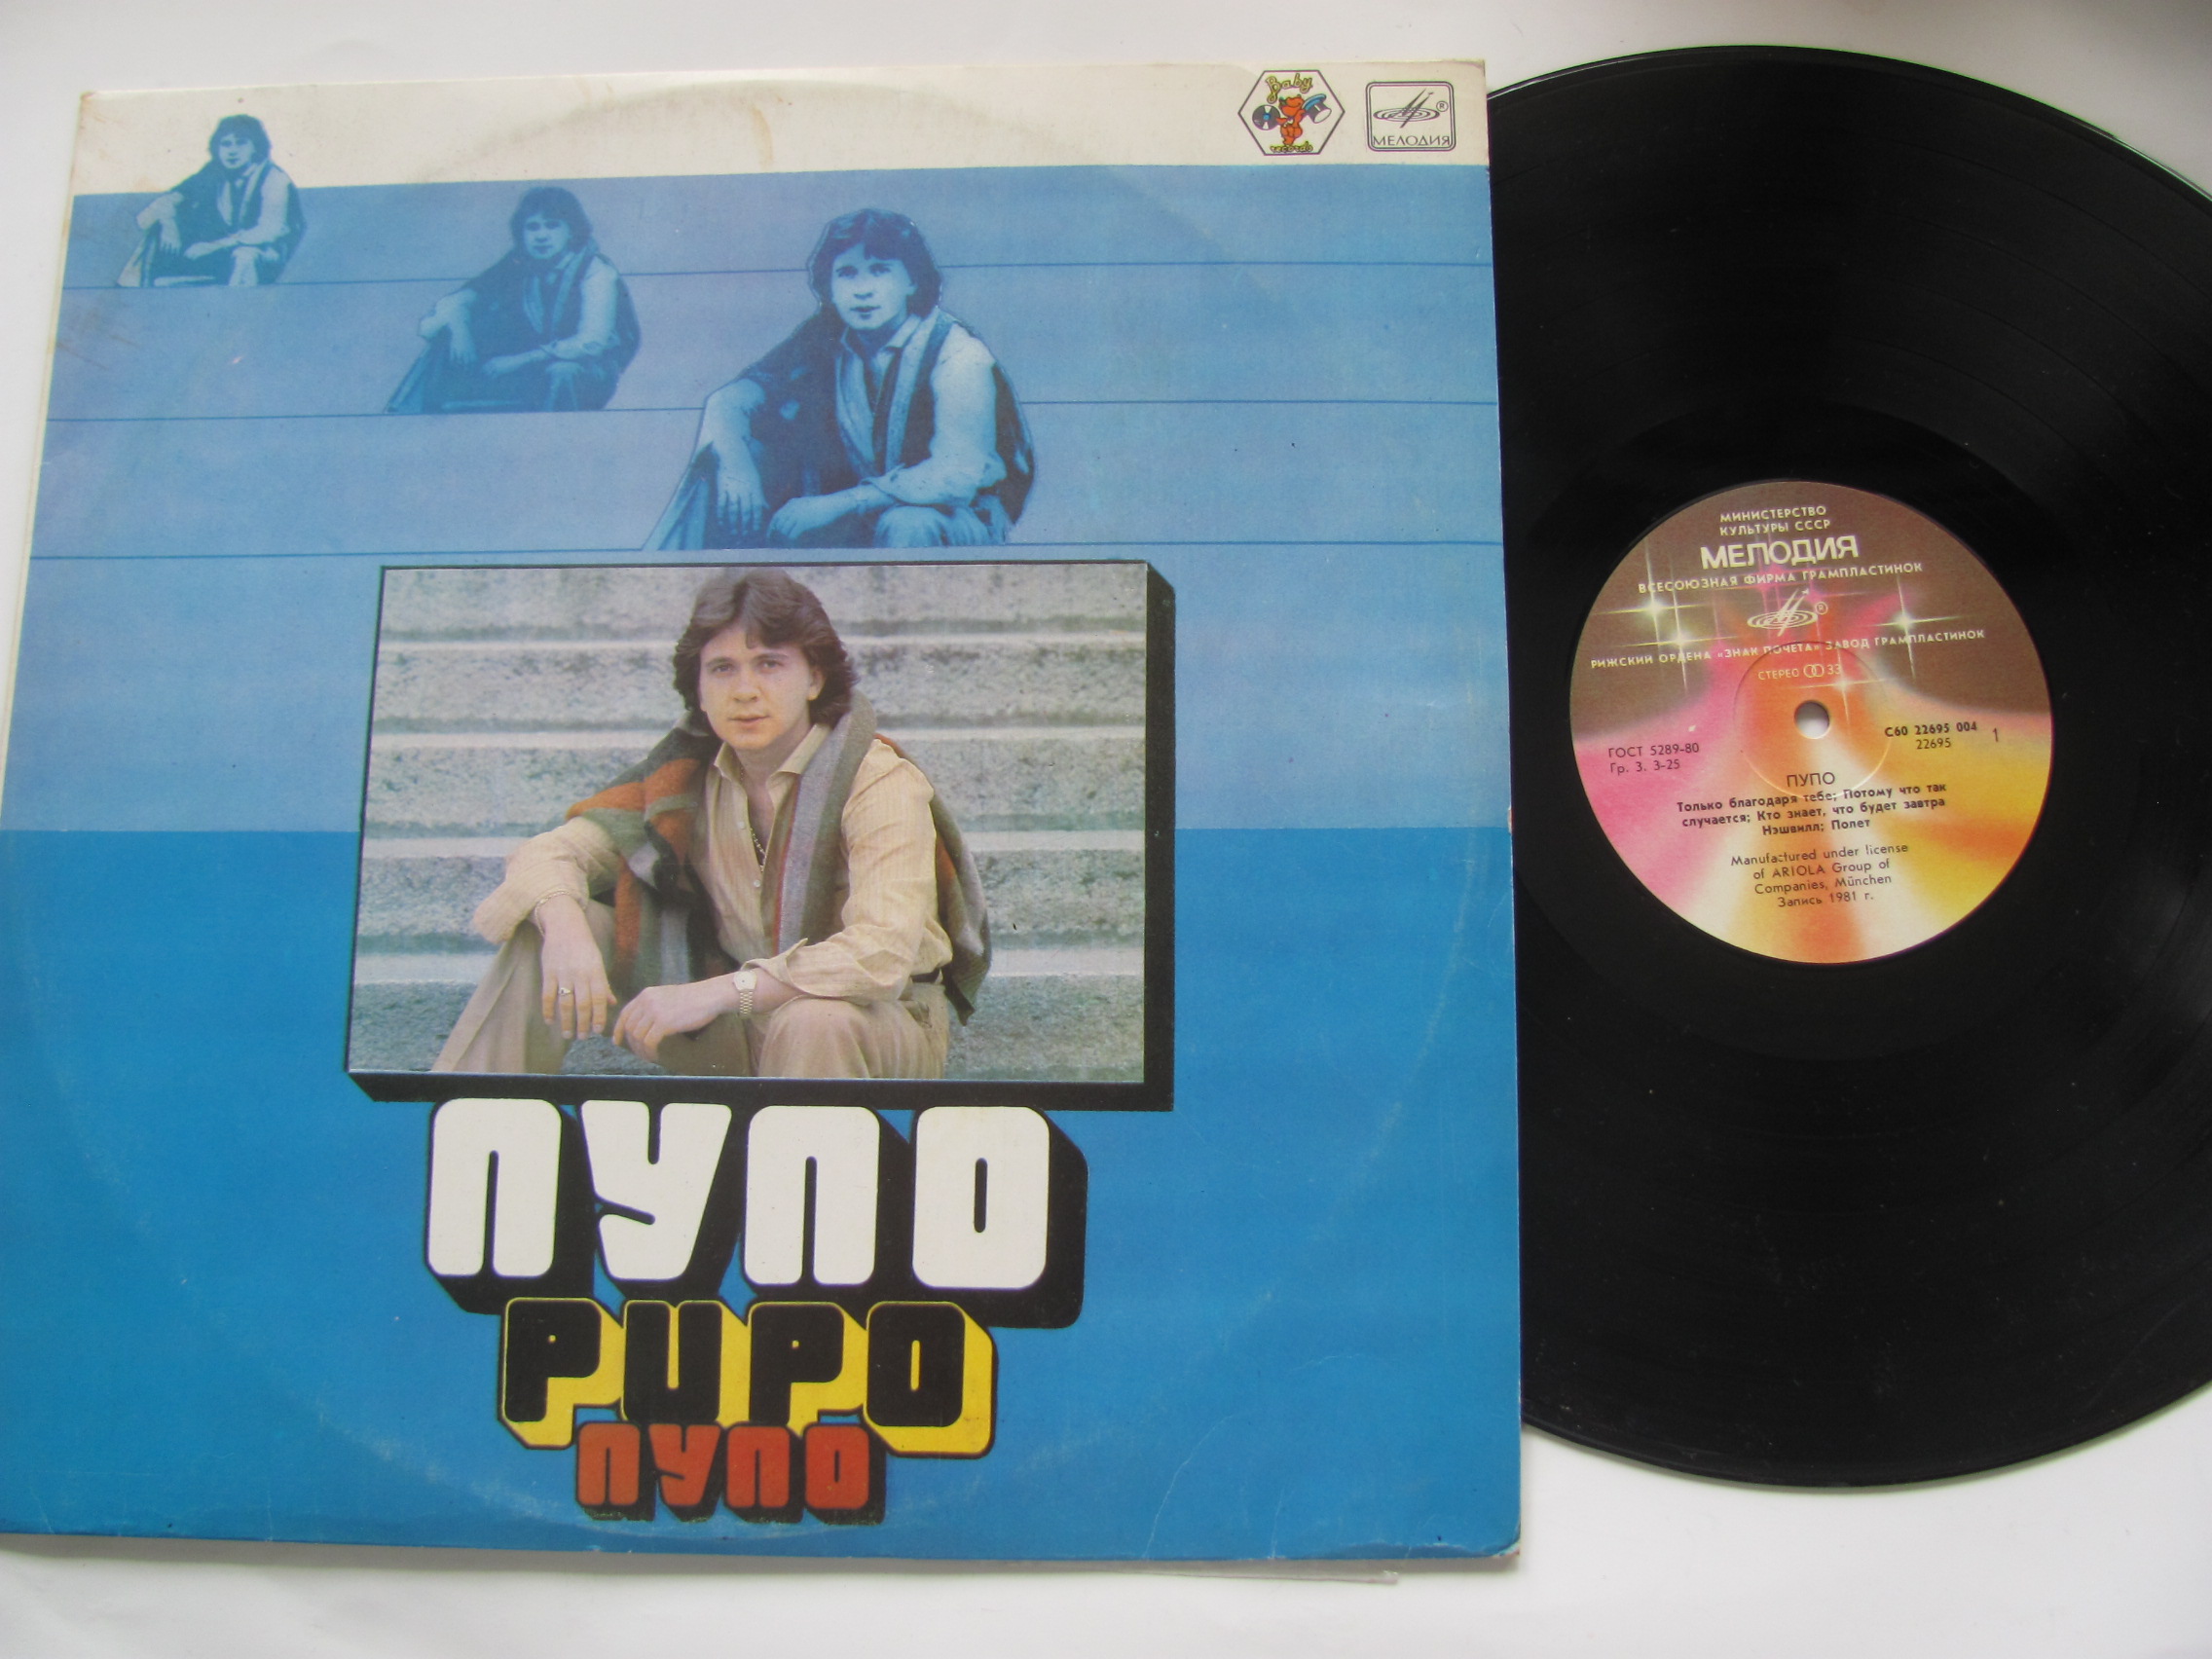 Baby
records
МЕЛОДИЯ
ПУПО
PUPO
ПУПО
МИНИСТЕРСТВО
КУЛЬТУРЫ СССР
МЕЛОДИЯ
ВСЕСОЮЗНАЯ ФИРМА ГРАМПЛАСТИНОК
РИЖСКИЙ ОРДЕНА «ЗНАК ПОЧЕТА» ЗАВОД ГРАМПЛАСТИНОК
СТЕРЕО 33
ГОСТ 5289-80
Гр. 3. 3-25
С60 22695 004
22695
1
ПУПО
Только благодаря тебе; Потому что так
случается; Кто знает, что будет завтра
Нэшвилл; Полет
Manufactured under license
of ARIOLA Group of
Companies, München
Запись 1981 г.